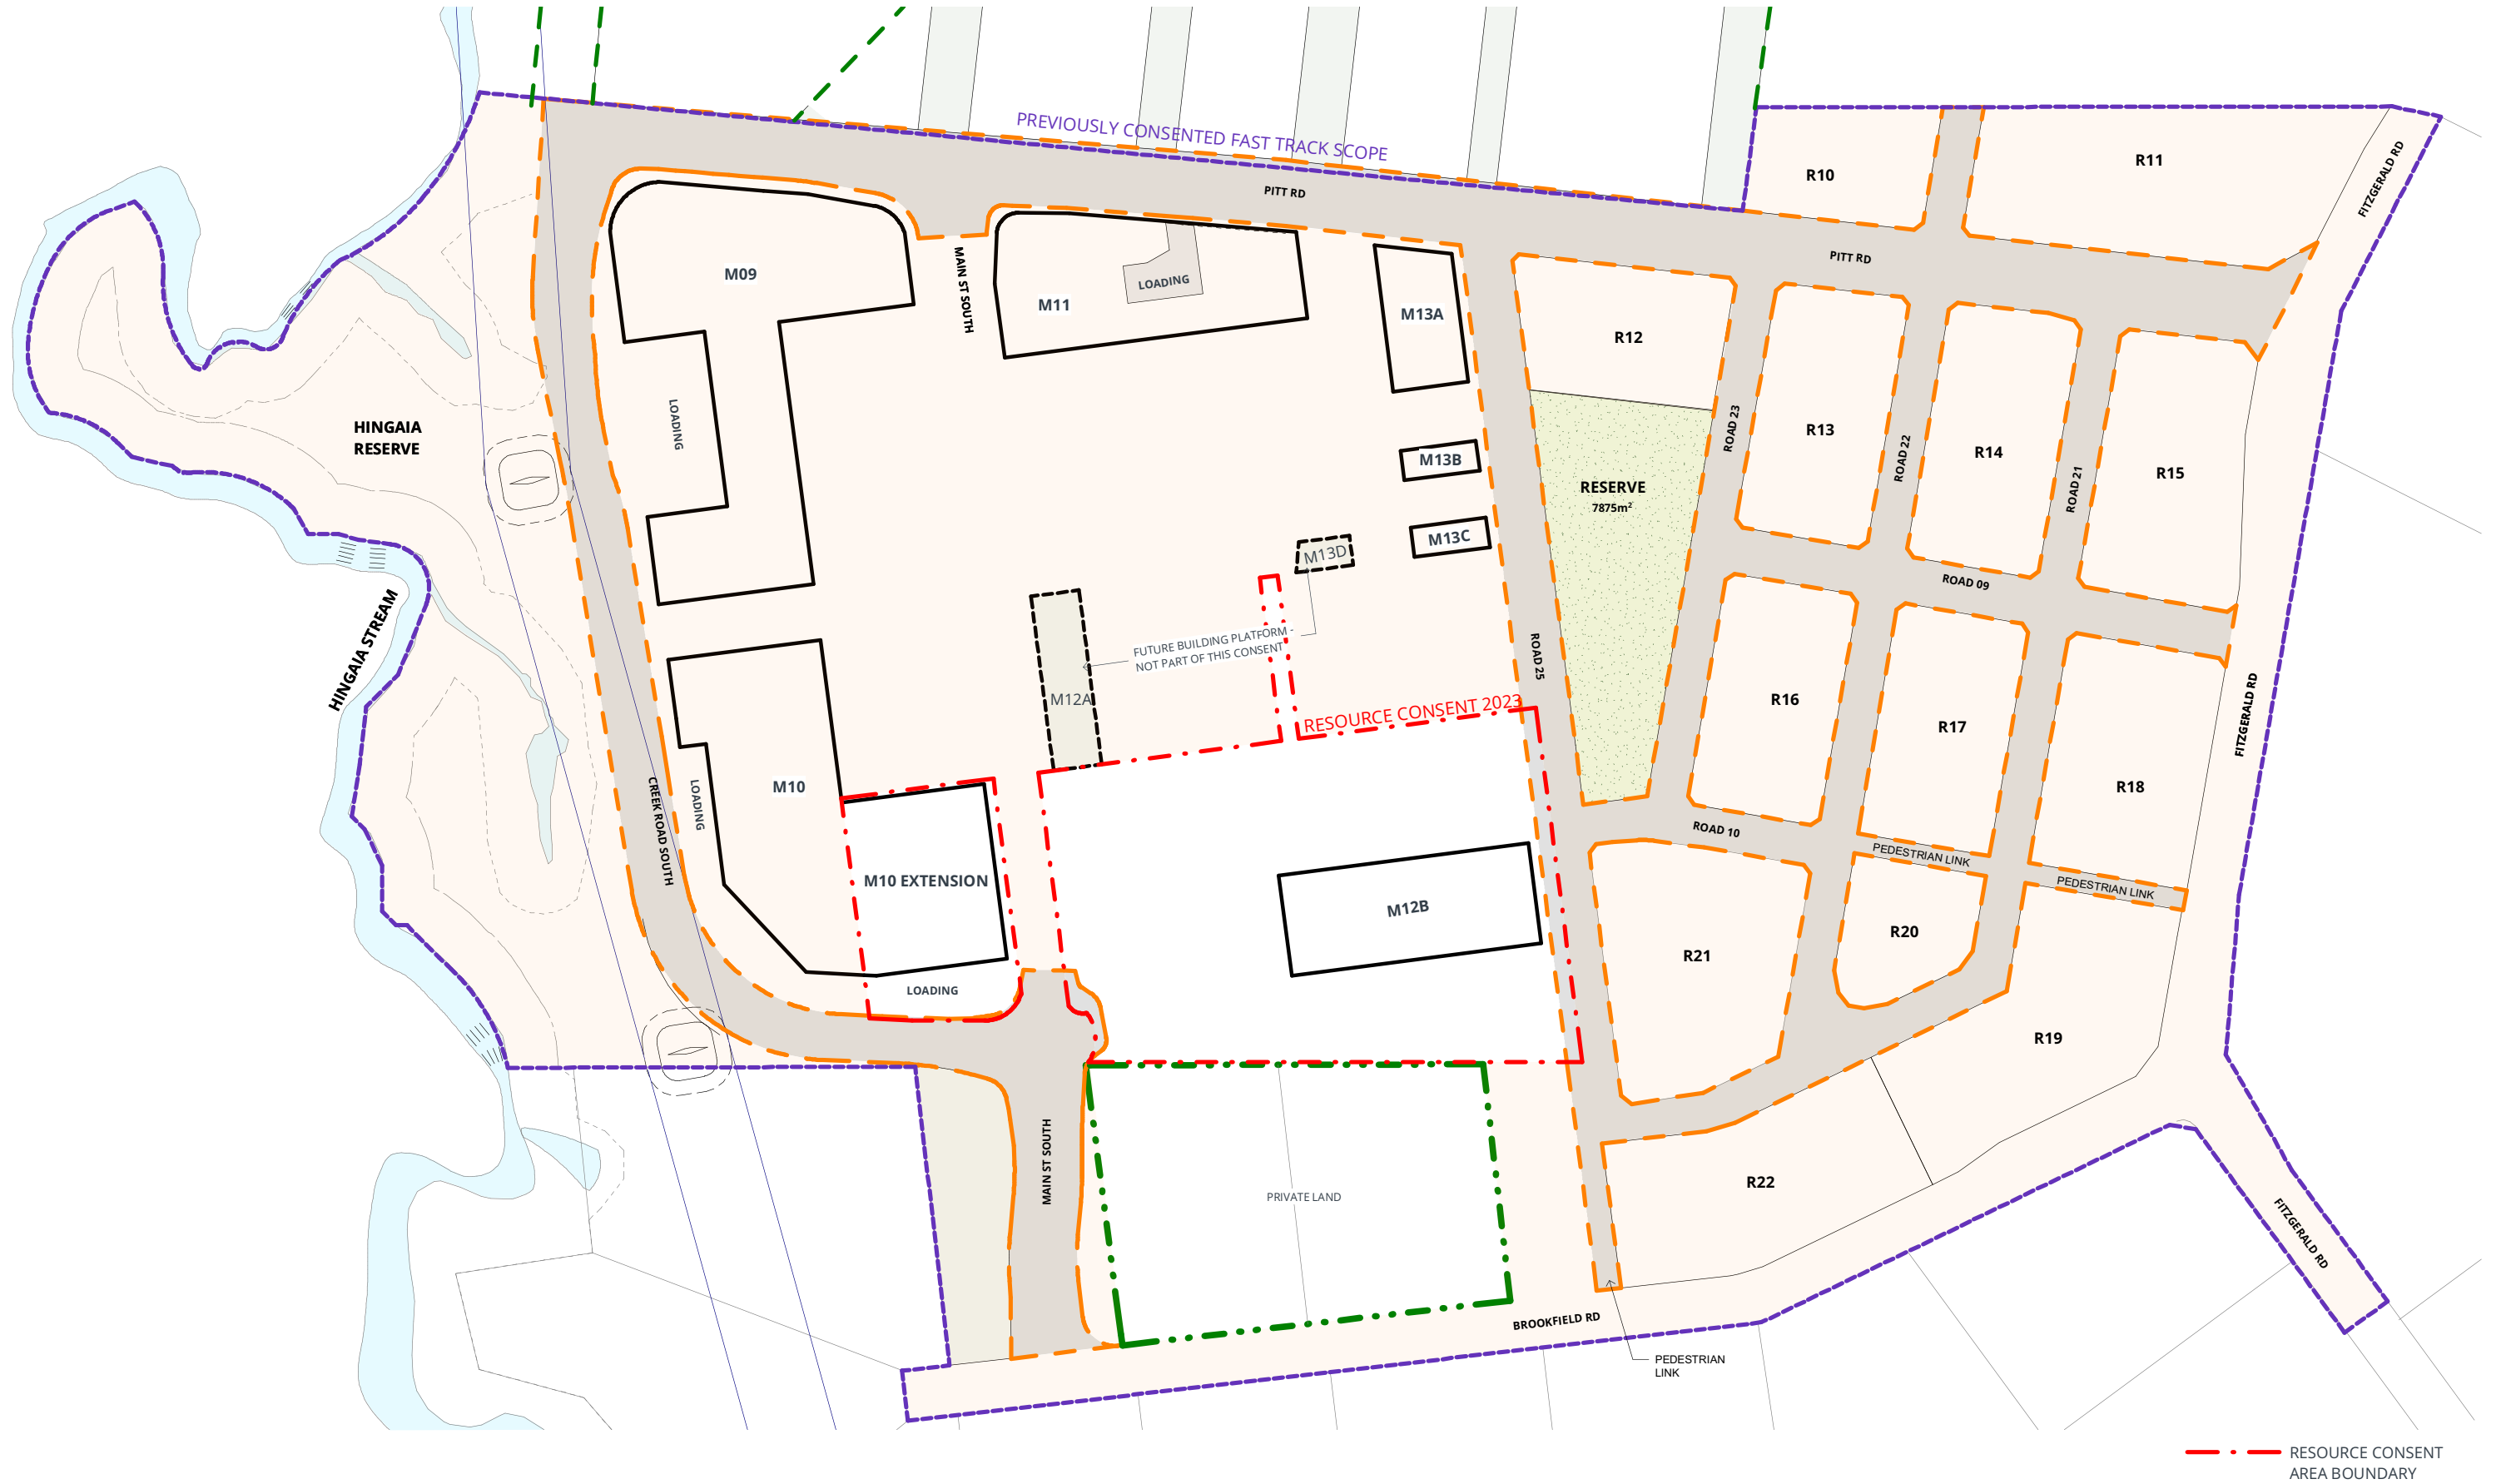 PREVIOUSLY CONSENTED FAST TRACK SCOPE
PITT RD
R10
R11
FITZGERALD RD
PITT RD
M09
MAIN ST SOUTH
M11
LOADING
M13A
R12
HINGAIA
RESERVE
LOADING
M13B
M13C
M13D
RESERVE
7875m²
ROAD 23
R13
ROAD 22
R14
ROAD 21
R15
ROAD 09
HINGAIA STREAM
FUTURE BUILDING PLATFORM -
NOT PART OF THIS CONSENT
M12A
ROAD 25
RESOURCE CONSENT 2023
R16
R17
R18
FITZGERALD RD
CREEK ROAD SOUTH
LOADING
M10
M10 EXTENSION
LOADING
M12B
ROAD 10
PEDESTRIAN LINK
PEDESTRIAN LINK
R21
R20
R19
MAIN ST SOUTH
PRIVATE LAND
R22
FITZGERALD RD
BROOKFIELD RD
PEDESTRIAN
LINK
RESOURCE CONSENT
AREA BOUNDARY